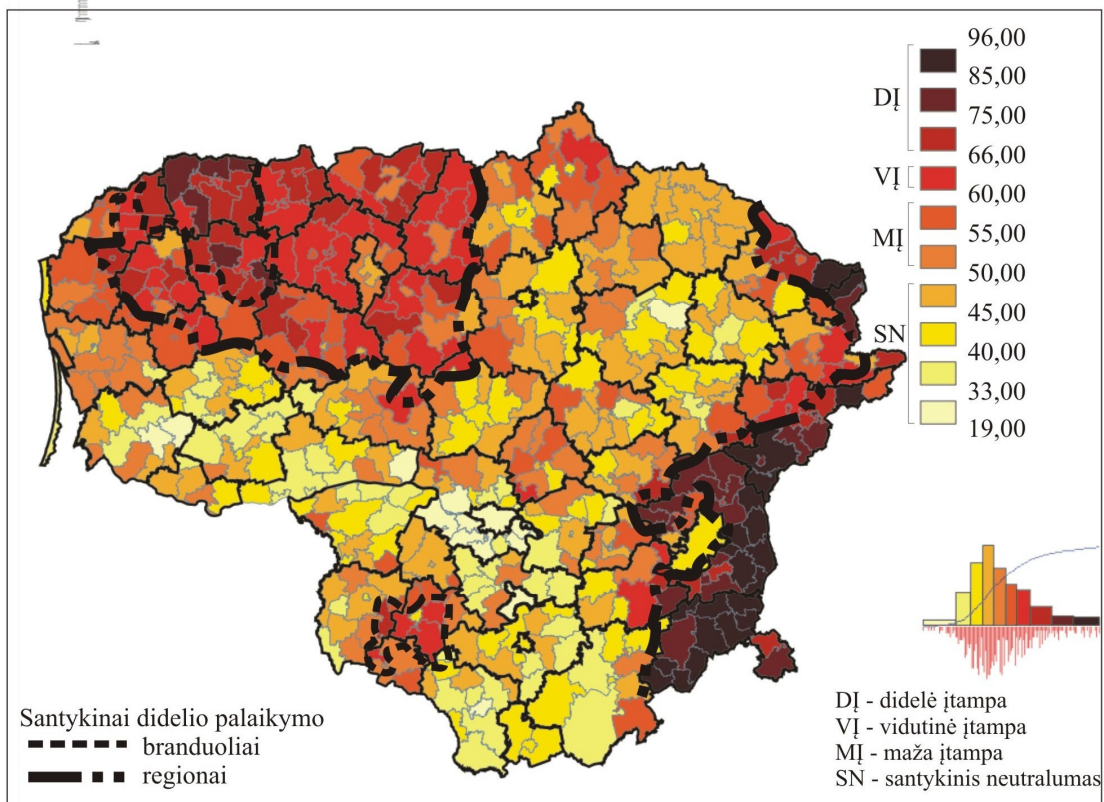 96,00
85,00
DĮ
75,00
66,00
VĮ
60,00
MĮ
55,00
50,00
45,00
SN
40,00
33,00
19,00
DĮ - didelė įtampa
VĮ - vidutinė įtampa
MĮ - maža įtampa
SN - santykinis neutralumas
Santykinai didelio palaikymo
branduoliai
regionai